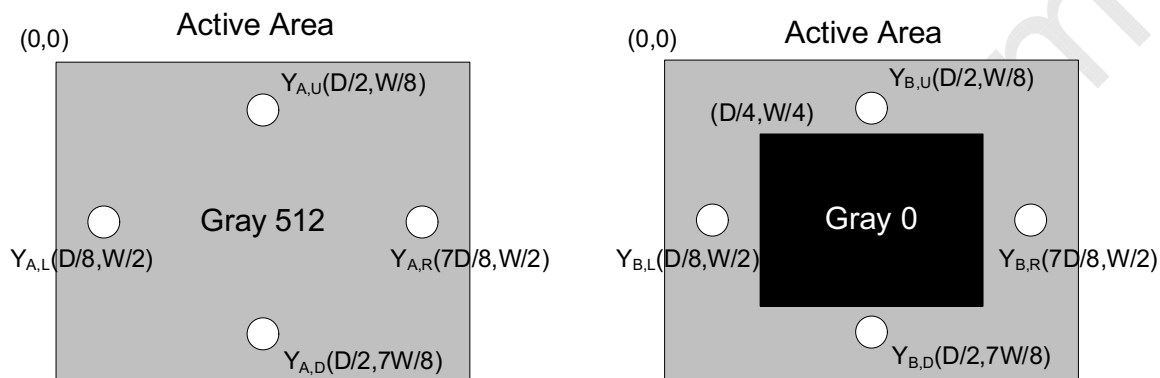 Active Area
(0,0)
Y_{A,U}(D/2,W/8)
Gray 512
Y_{A,L}(D/8,W/2)
Y_{A,R}(7D/8,W/2)
Y_{A,D}(D/2,7W/8)
Active Area
(0,0)
Y_{B,U}(D/2,W/8)
(D/4,W/4)
Gray 0
Y_{B,L}(D/8,W/2)
Y_{B,R}(7D/8,W/2)
Y_{B,D}(D/2,7W/8)